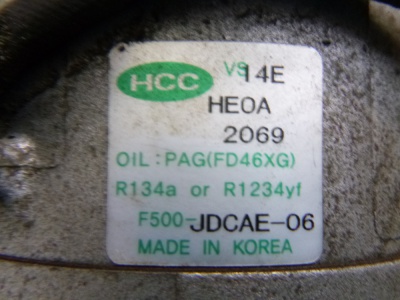 HCC VS14E
HE0A
2069
OIL : PAG(FD46XG)
R134a or R1234yf
F500-JDCAE-06
MADE IN KOREA